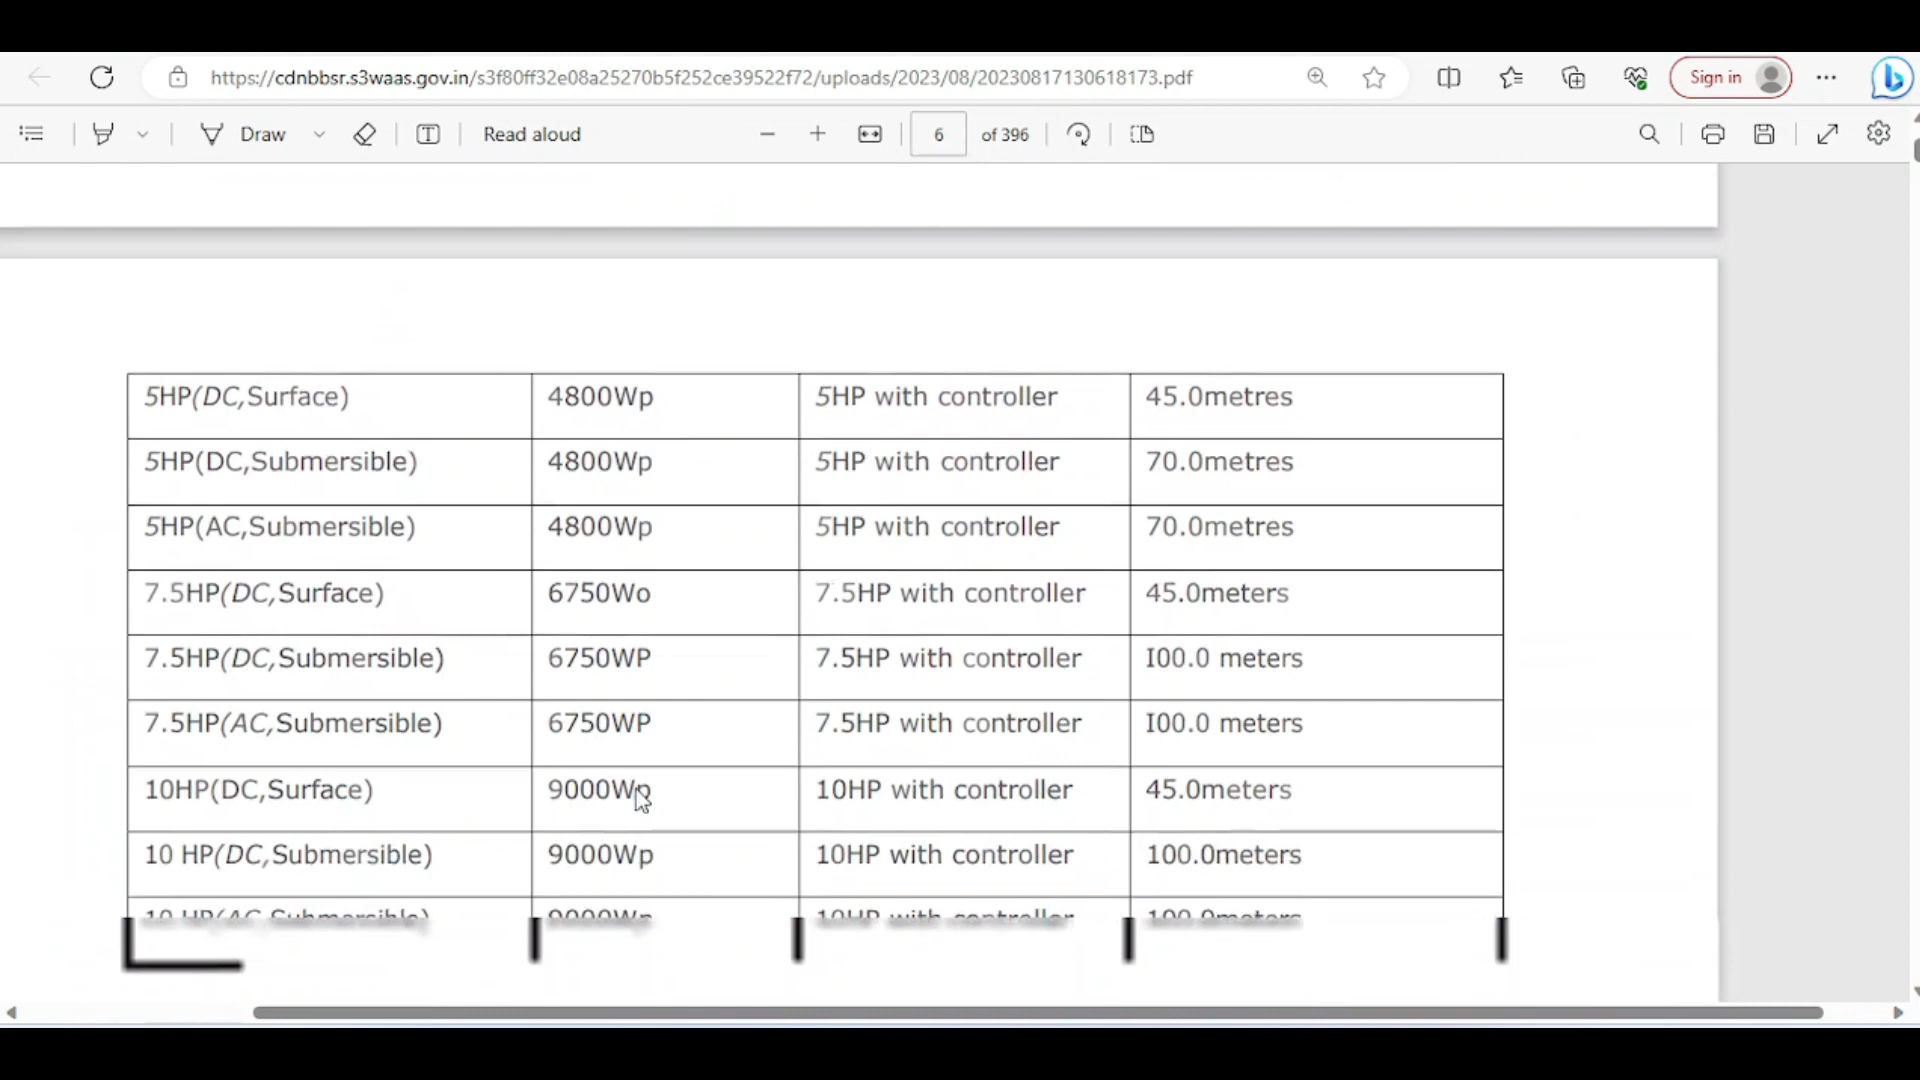 https://cdnbbsr.s3waas.gov.in/s3f80ff32e08a25270b5f252ce39522f72/uploads/2023/08/20230817130618173.pdf
Sign in
Draw
Read aloud
6 of 396
5HP(DC,Surface) 4800Wp 5HP with controller 45.0metres
5HP(DC,Submersible) 4800Wp 5HP with controller 70.0metres
5HP(AC,Submersible) 4800Wp 5HP with controller 70.0metres
7.5HP(DC,Surface) 6750Wo 7.5HP with controller 45.0meters
7.5HP(DC,Submersible) 6750WP 7.5HP with controller I00.0 meters
7.5HP(AC,Submersible) 6750WP 7.5HP with controller I00.0 meters
10HP(DC,Surface) 9000Wp 10HP with controller 45.0meters
10 HP(DC,Submersible) 9000Wp 10HP with controller 100.0meters
10 HP(AC,Submersible) 9000Wp 10HP with controller 100.0meters